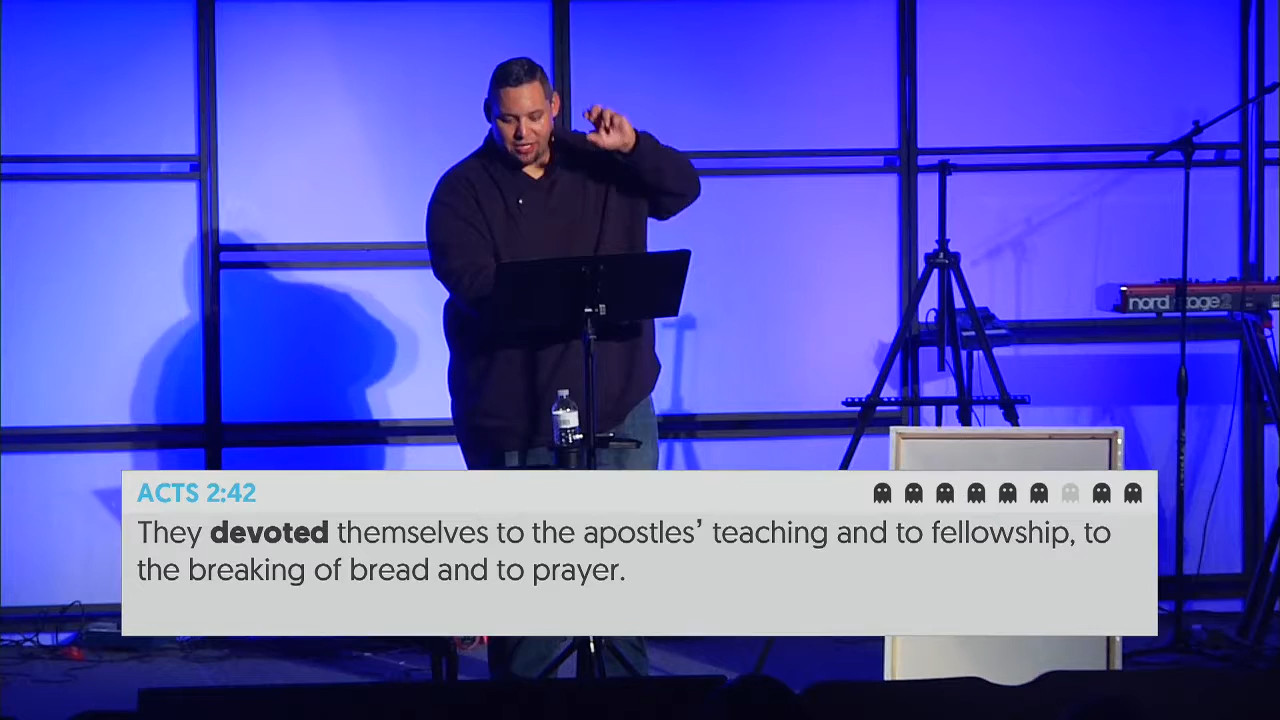 nord stage 2
ACTS 2:42
They devoted themselves to the apostles’ teaching and to fellowship, to
the breaking of bread and to prayer.